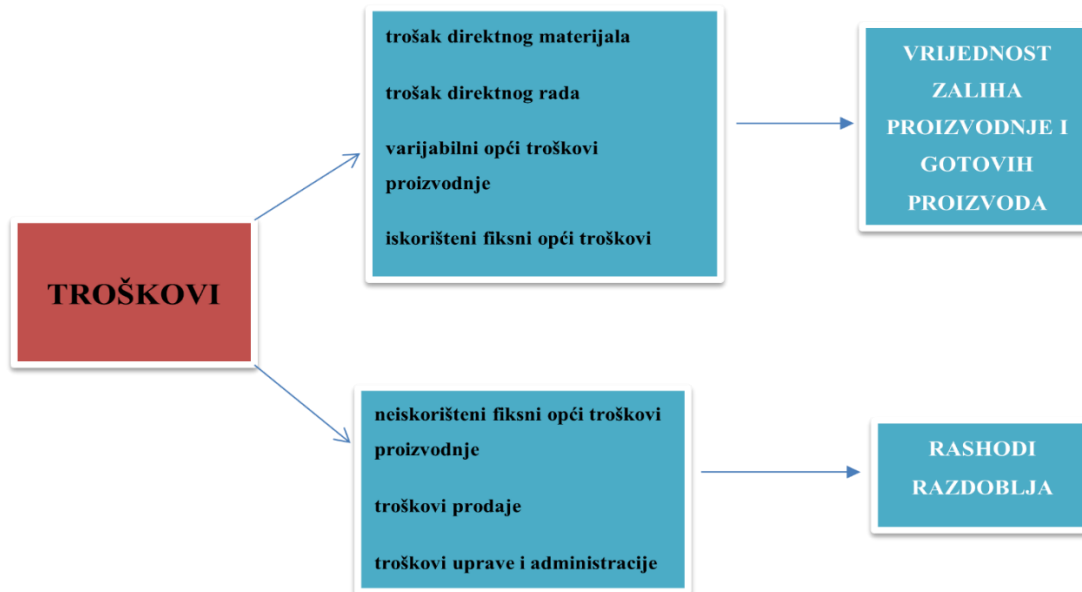 TROŠKOVI
trošak direktnog materijala
trošak direktnog rada
varijabilni opći troškovi
proizvodnje
iskorišteni fiksni opći troškovi
VRIJEDNOST
ZALIHA
PROIZVODNJE I
GOTOVIH
PROIZVODA
neiskorišteni fiksni opći troškovi
proizvodnje
troškovi prodaje
troškovi uprave i administracije
RASHODI
RAZDOBLJA